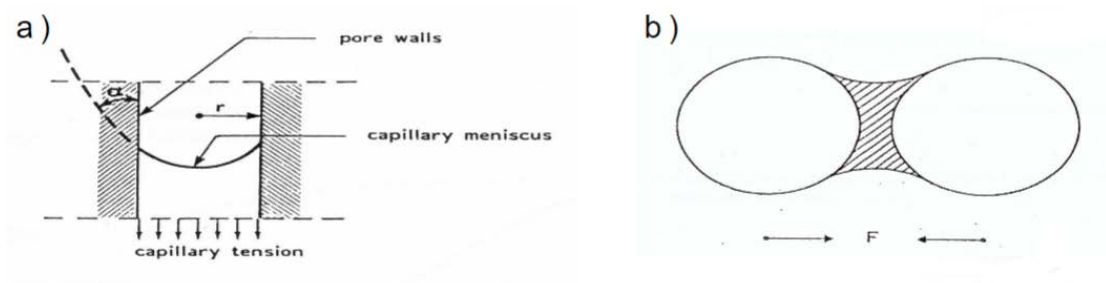 a)
pore walls
α
r
capillary meniscus
capillary tension
b)
F